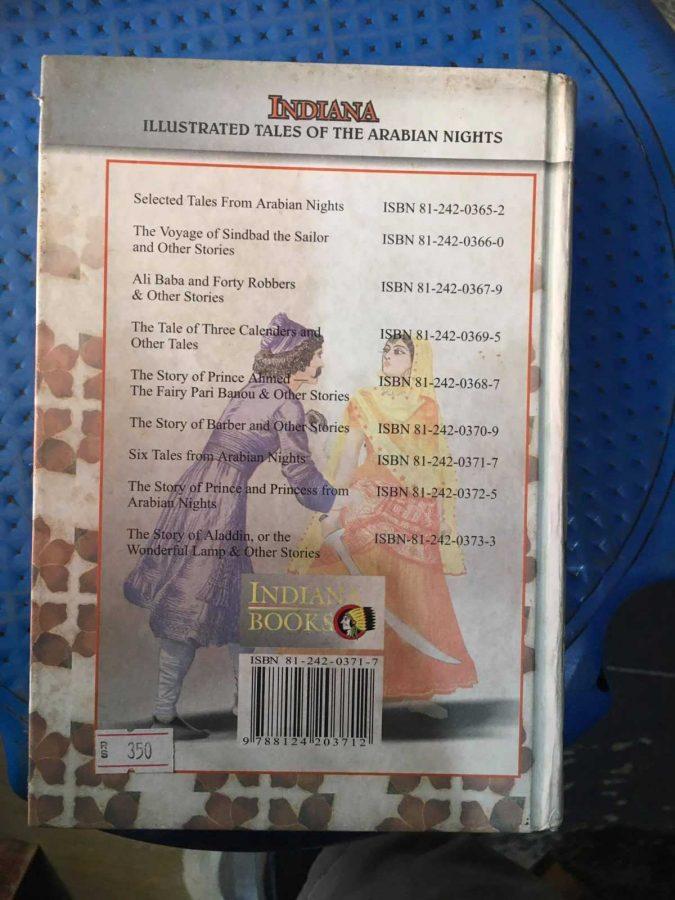 INDIANA
ILLUSTRATED TALES OF THE ARABIAN NIGHTS
Selected Tales From Arabian Nights ISBN 81-242-0365-2
The Voyage of Sindbad the Sailor ISBN 81-242-0366-0
and Other Stories
Ali Baba and Forty Robbers ISBN 81-242-0367-9
& Other Stories
The Tale of Three Calenders and ISBN 81-242-0369-5
Other Tales
The Story of Prince Ahmed ISBN 81-242-0368-7
The Fairy Pari Banou & Other Stories
The Story of Barber and Other Stories ISBN 81-242-0370-9
Six Tales from Arabian Nights ISBN 81-242-0371-7
The Story of Prince and Princess from ISBN 81-242-0372-5
Arabian Nights
The Story of Aladdin, or the ISBN-81-242-0373-3
Wonderful Lamp & Other Stories
INDIANA
BOOKS
ISBN 81-242-0371-7
9 788124 203712
RS 350